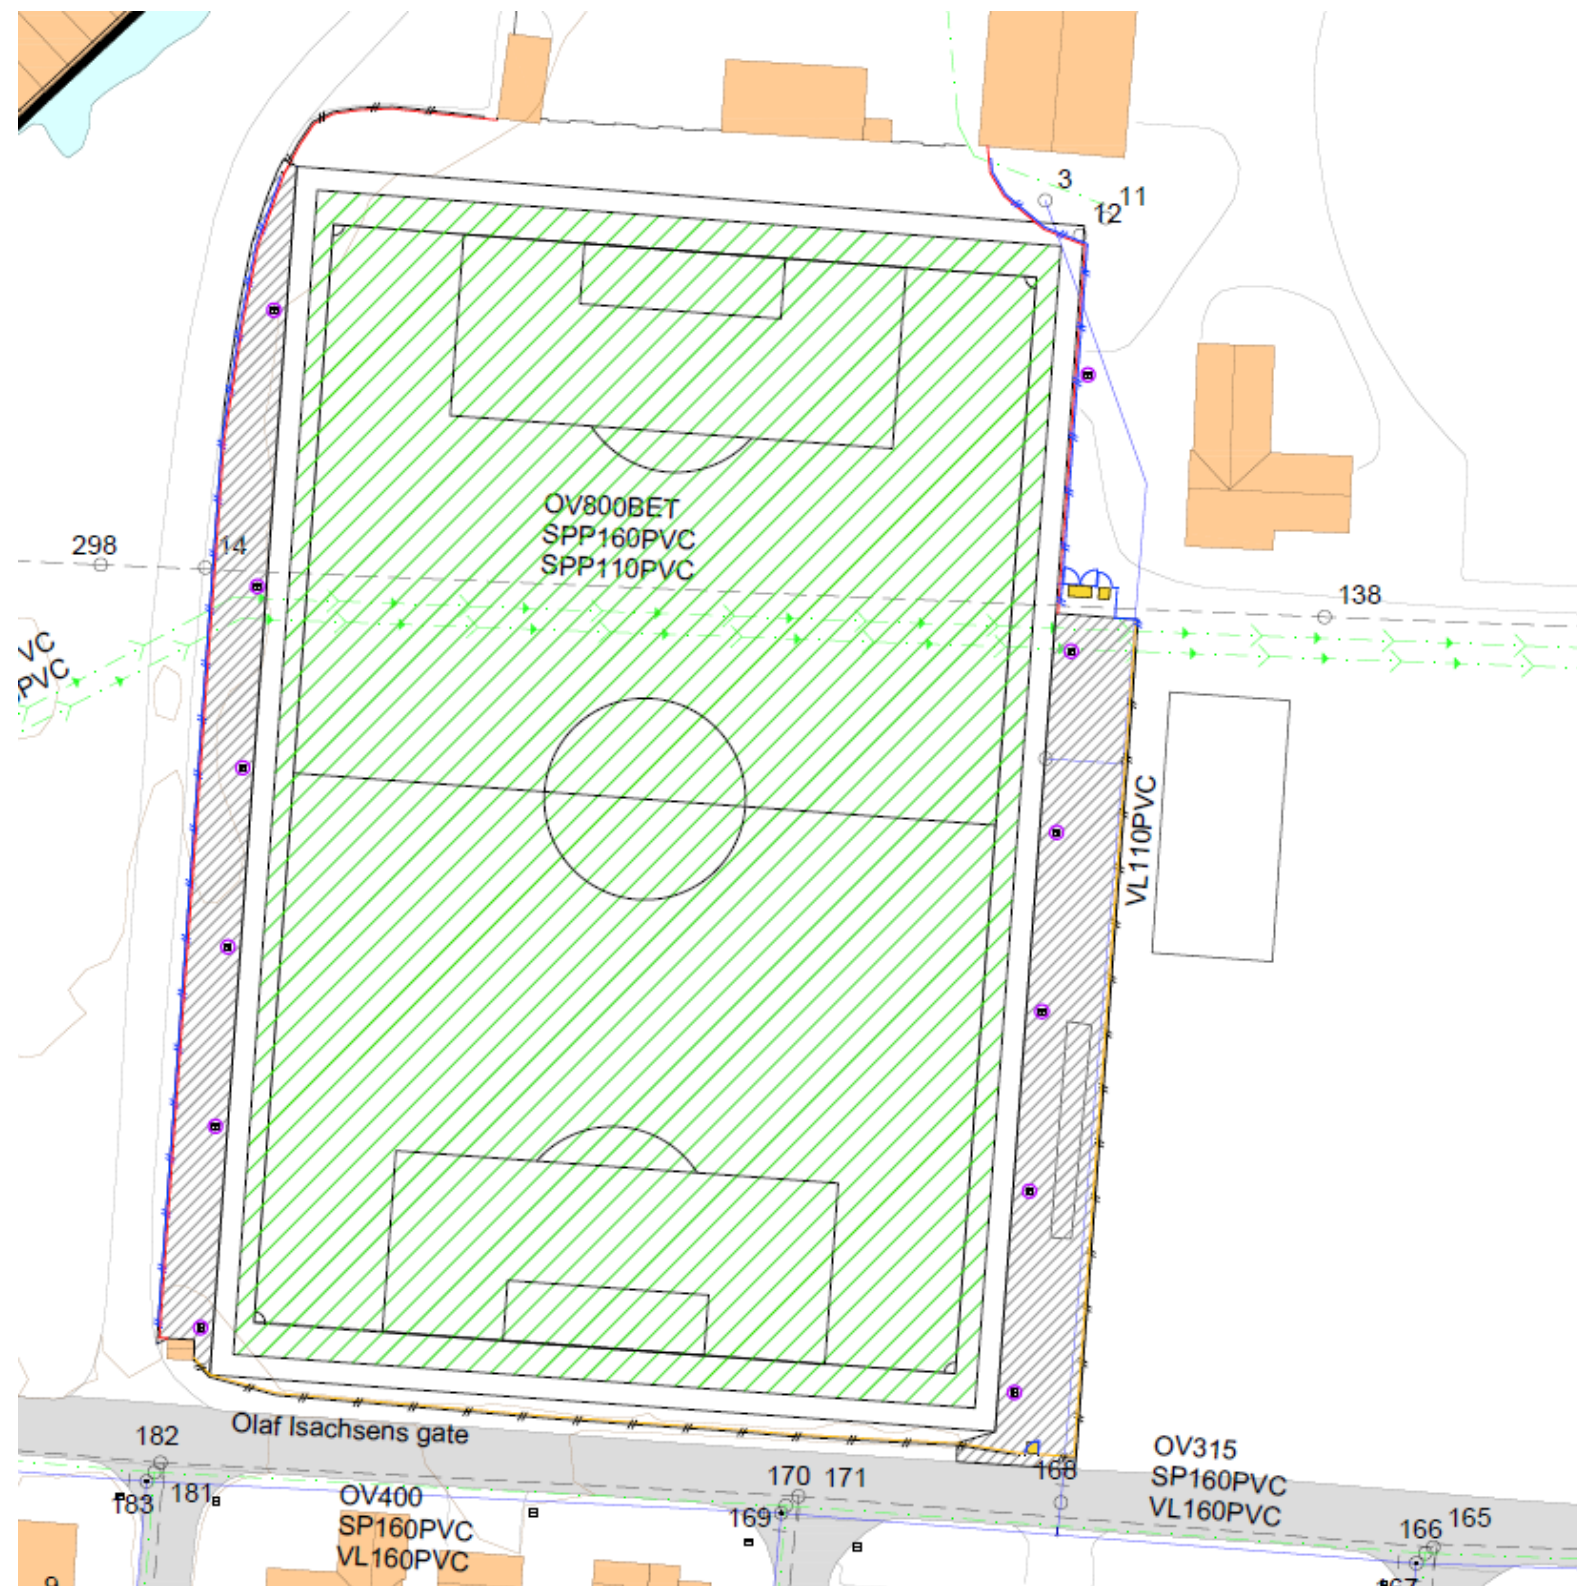 3
11
12
OV800BET
SPP160PVC
SPP110PVC
298
14
138
VC
PVC
VL110PVC
Olaf Isachsens gate
182
183
181
OV400
SP160PVC
VL160PVC
170 171
169
168
OV315
SP160PVC
VL160PVC
166
165